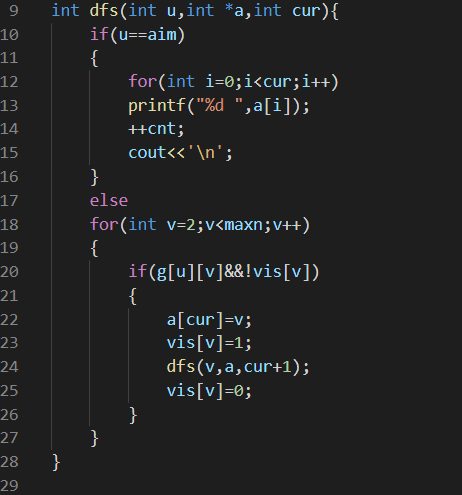 9 int dfs(int u,int *a,int cur){
10 if(u==aim)
11 {
12 for(int i=0;i<cur;i++)
13 printf("%d ",a[i]);
14 ++cnt;
15 cout<<'\n';
16 }
17 else
18 for(int v=2;v<maxn;v++)
19 {
20 if(g[u][v]&&!vis[v])
21 {
22 a[cur]=v;
23 vis[v]=1;
24 dfs(v,a,cur+1);
25 vis[v]=0;
26 }
27 }
28 }
29